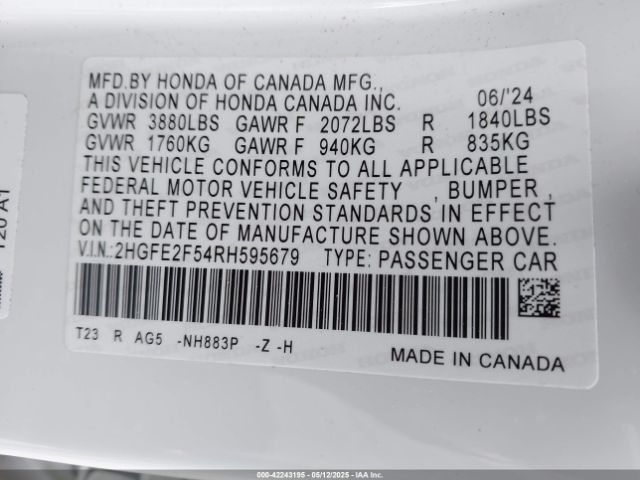 MFD.BY HONDA OF CANADA MFG.,
A DIVISION OF HONDA CANADA INC. 06/'24
GVWR 3880LBS GAWR F 2072LBS R 1840LBS
GVWR 1760KG GAWR F 940KG R 835KG
THIS VEHICLE CONFORMS TO ALL APPLICABLE
FEDERAL MOTOR VEHICLE SAFETY , BUMPER ,
AND THEFT PREVENTION STANDARDS IN EFFECT
ON THE DATE OF MANUFACTURE SHOWN ABOVE.
V.I.N.:2HGFE2F54RH595679 TYPE: PASSENGER CAR
T23 R AG5 -NH883P -Z -H
MADE IN CANADA
120 A1
000-42243195 - 05/12/2025 - IAA Inc.